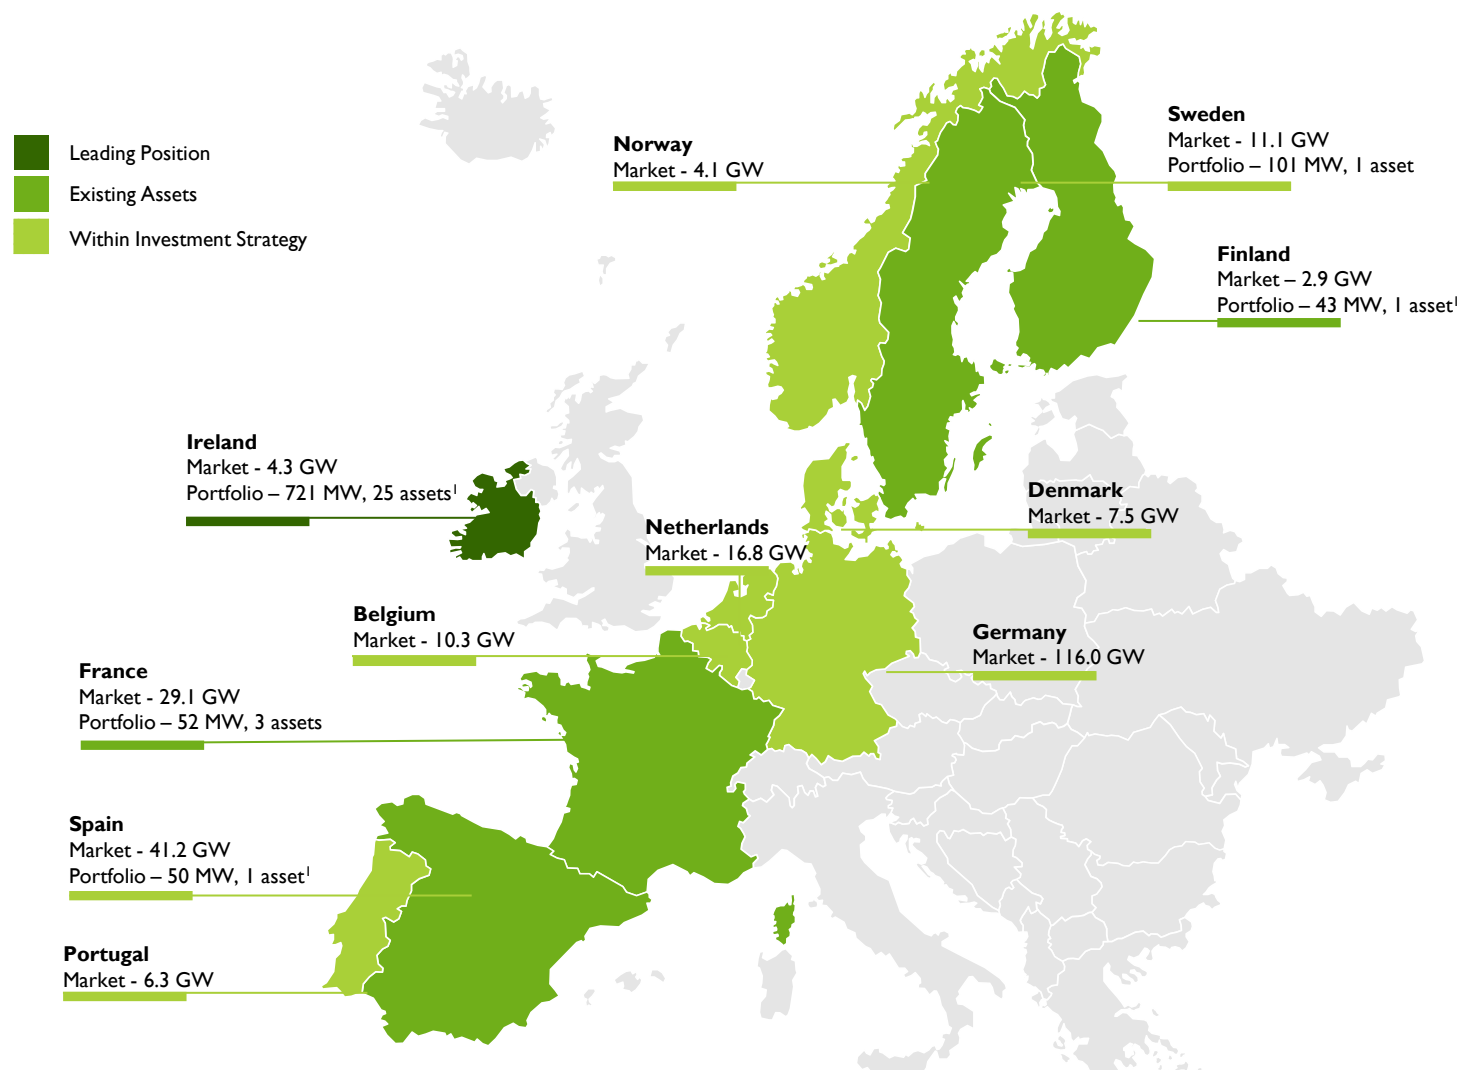 Leading Position
Existing Assets
Within Investment Strategy
Norway
Market - 4.1 GW
Sweden
Market - 11.1 GW
Portfolio – 101 MW, 1 asset
Finland
Market – 2.9 GW
Portfolio – 43 MW, 1 asset¹
Ireland
Market - 4.3 GW
Portfolio – 721 MW, 25 assets¹
Denmark
Market - 7.5 GW
Netherlands
Market - 16.8 GW
Belgium
Market - 10.3 GW
Germany
Market - 116.0 GW
France
Market - 29.1 GW
Portfolio – 52 MW, 3 assets
Spain
Market - 41.2 GW
Portfolio – 50 MW, 1 asset¹
Portugal
Market - 6.3 GW